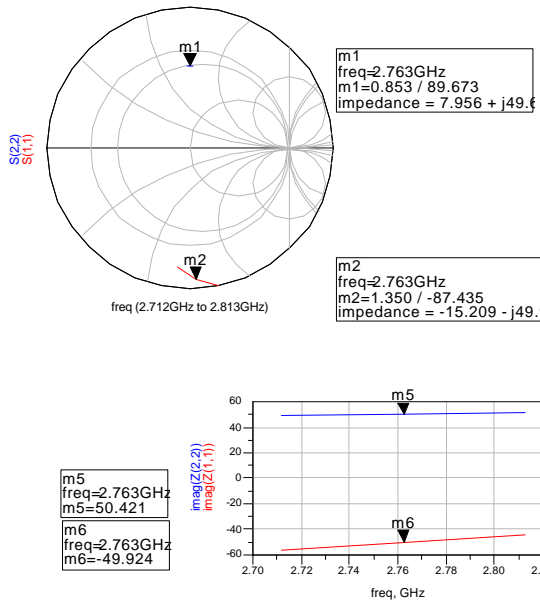 m1
m1
freq=2.763GHz
m1=0.853 / 89.673
impedance = 7.956 + j49.6
S(2,2)
S(1,1)
m2
m2
freq=2.763GHz
m2=1.350 / -87.435
impedance = -15.209 - j49.9
freq (2.712GHz to 2.813GHz)
m5
freq=2.763GHz
m5=50.421
m6
freq=2.763GHz
m6=-49.924
imag(Z(2,2))
imag(Z(1,1))
60
40
20
0
-20
-40
-60
m5
m6
2.70 2.72 2.74 2.76 2.78 2.80
freq, GHz